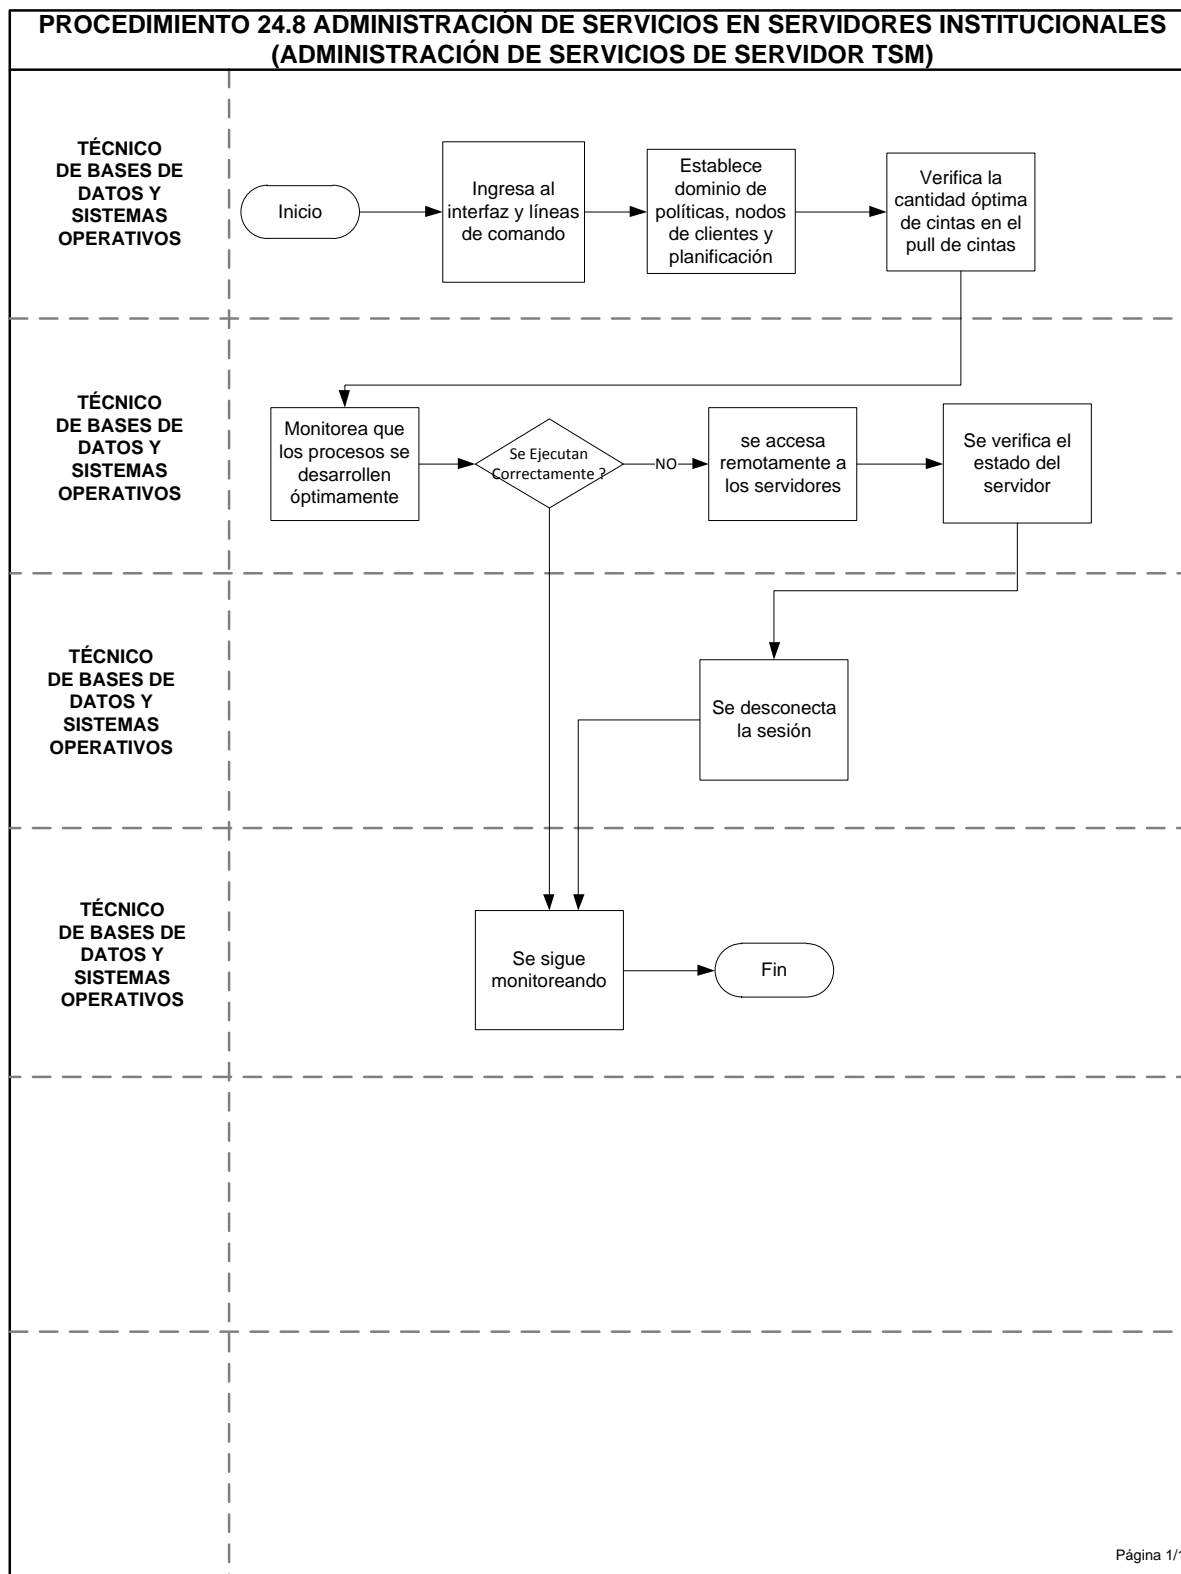 PROCEDIMIENTO 24.8 ADMINISTRACIÓN DE SERVICIOS EN SERVIDORES INSTITUCIONALES
(ADMINISTRACIÓN DE SERVICIOS DE SERVIDOR TSM)
TÉCNICO
DE BASES DE
DATOS Y
SISTEMAS
OPERATIVOS
Inicio
Ingresa al
interfaz y líneas
de comando
Establece
dominio de
políticas, nodos
de clientes y
planificación
Verifica la
cantidad óptima
de cintas en el
pull de cintas
TÉCNICO
DE BASES DE
DATOS Y
SISTEMAS
OPERATIVOS
Monitorea que
los procesos se
desarrollen
óptimamente
Se Ejecutan
Correctamente ?
NO
se accesa
remotamente a
los servidores
Se verifica el
estado del
servidor
TÉCNICO
DE BASES DE
DATOS Y
SISTEMAS
OPERATIVOS
Se desconecta
la sesión
TÉCNICO
DE BASES DE
DATOS Y
SISTEMAS
OPERATIVOS
Se sigue
monitoreando
Fin
Página 1/1